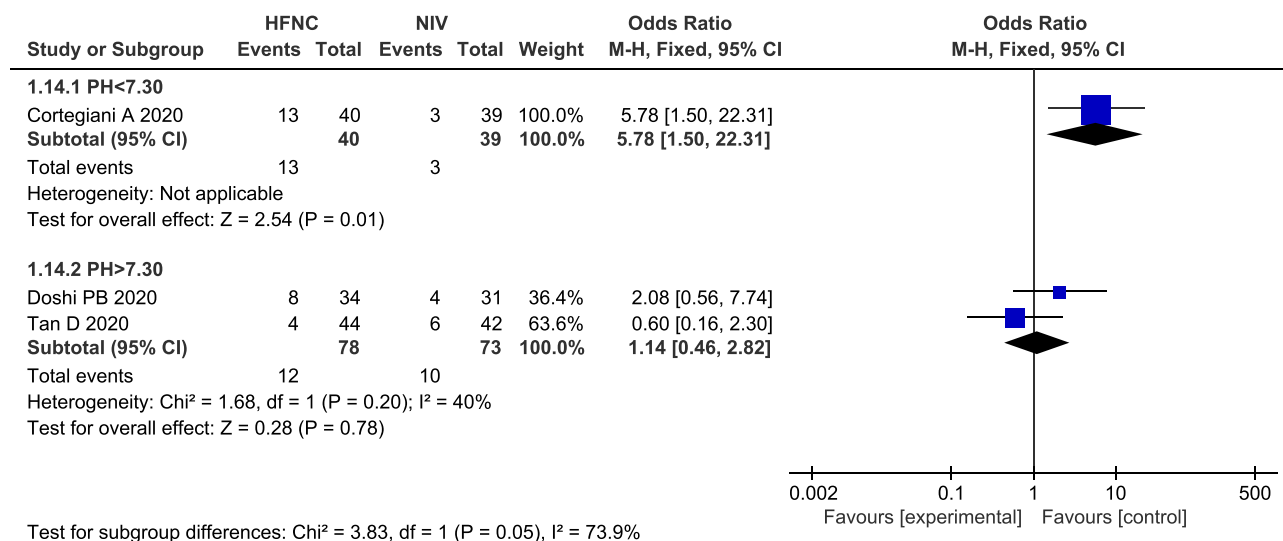 HFNC NIV Odds Ratio Odds Ratio
Study or Subgroup Events Total Events Total Weight M-H, Fixed, 95% CI M-H, Fixed, 95% CI
1.14.1 PH<7.30
Cortegiani A 2020 13 40 3 39 100.0% 5.78 [1.50, 22.31]
Subtotal (95% CI) 40 39 100.0% 5.78 [1.50, 22.31]
Total events 13 3
Heterogeneity: Not applicable
Test for overall effect: Z = 2.54 (P = 0.01)
1.14.2 PH>7.30
Doshi PB 2020 8 34 4 31 36.4% 2.08 [0.56, 7.74]
Tan D 2020 4 44 6 42 63.6% 0.60 [0.16, 2.30]
Subtotal (95% CI) 78 73 100.0% 1.14 [0.46, 2.82]
Total events 12 10
Heterogeneity: Chi² = 1.68, df = 1 (P = 0.20); I² = 40%
Test for overall effect: Z = 0.28 (P = 0.78)
0.002 0.1 1 10 500
Favours [experimental] Favours [control]
Test for subgroup differences: Chi² = 3.83, df = 1 (P = 0.05), I² = 73.9%